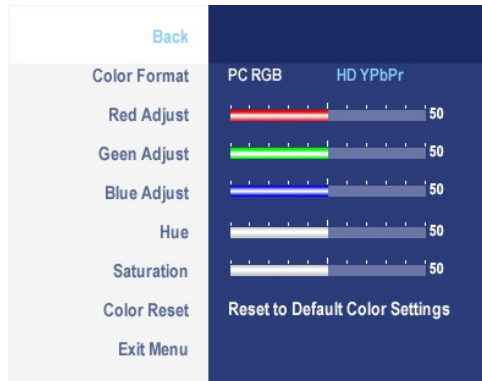 Back
Color Format PC RGB HD YPbPr
Red Adjust 50
Geen Adjust 50
Blue Adjust 50
Hue 50
Saturation 50
Color Reset Reset to Default Color Settings
Exit Menu